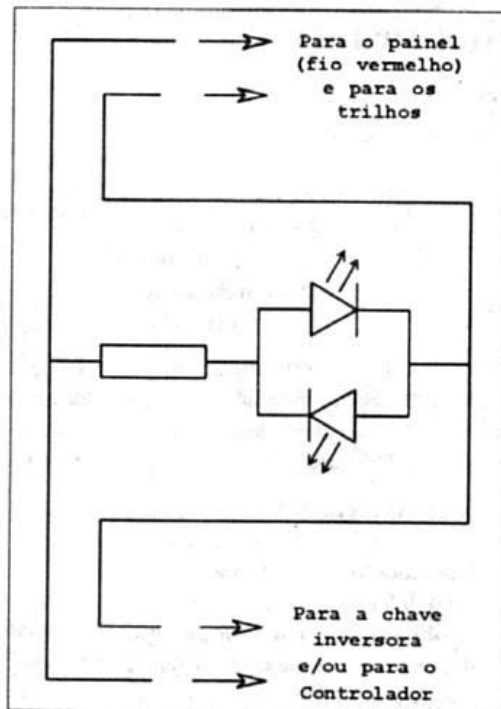 Para o painel
(fio vermelho)
e para os
trilhos
Para a chave
inversora
e/ou para o
Controlador